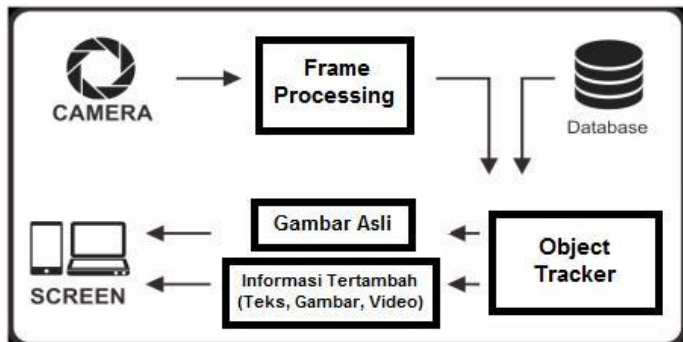 CAMERA
Frame
Processing
Database
Gambar Asli
Informasi Tertambah
(Teks, Gambar, Video)
Object
Tracker
SCREEN